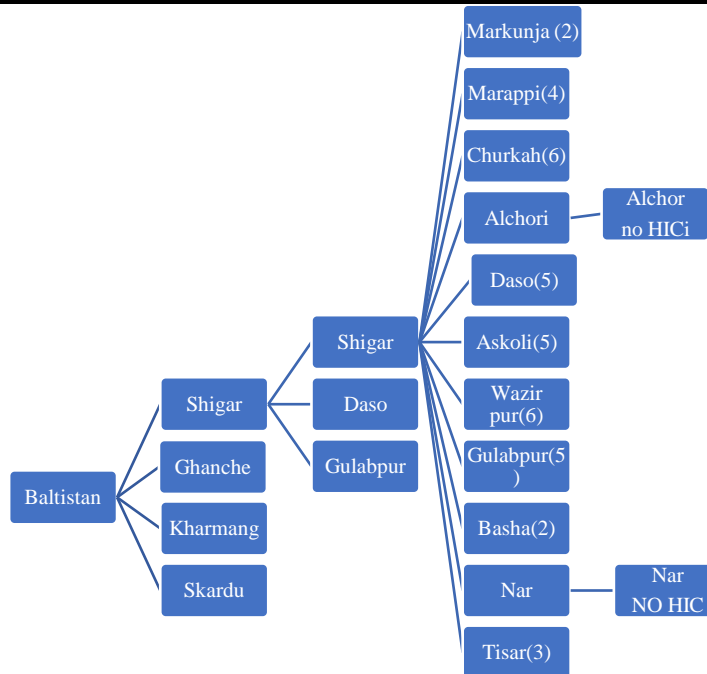 Baltistan
Shigar
Ghanche
Kharmang
Skardu
Shigar
Daso
Gulabpur
Markunja (2)
Marappi(4)
Churkah(6)
Alchori
Daso(5)
Askoli(5)
Wazir
pur(6)
Gulabpur(5
)
Basha(2)
Nar
Tisar(3)
Alchor
no HICi
Nar
NO HIC